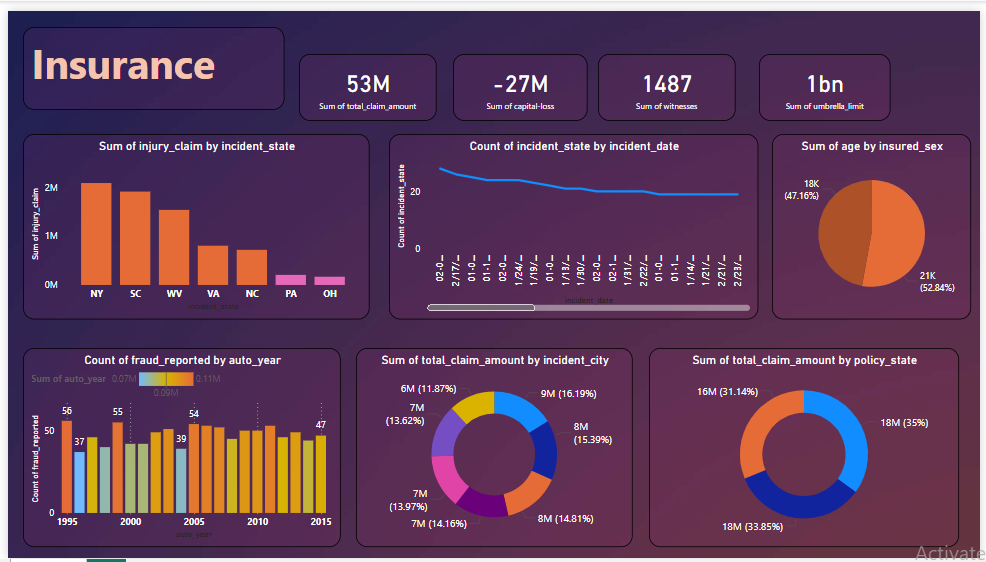 Insurance
53M
Sum of total_claim_amount
-27M
Sum of capital-loss
1487
Sum of witnesses
1bn
Sum of umbrella_limit
Sum of injury_claim by incident_state
Sum of injury_claim
2M
1M
0M
NY SC WV VA NC PA OH
incident_state
Count of incident_state by incident_date
Count of incident_state
20
0
02-0... 2/17/... 01-0... 01-1... 02-0... 1/24/... 1/19/... 01-0... 1/13/... 1/30/... 02-0... 02-1... 1/31/... 2/22/... 01-0... 01-1... 1/14/... 1/21/... 2/21/... 2/23/...
incident_date
Sum of age by insured_sex
18K
(47.16%)
21K
(52.84%)
Count of fraud_reported by auto_year
Sum of auto_year 0.07M 0.11M
0.09M
Count of fraud_reported
50
0
56 37 55 39 54 47
1995 2000 2005 2010 2015
auto_year
Sum of total_claim_amount by incident_city
6M (11.87%)
9M (16.19%)
7M
(13.62%)
8M
(15.39%)
7M
(13.97%)
7M (14.16%)
8M (14.81%)
Sum of total_claim_amount by policy_state
16M (31.14%)
18M (35%)
18M (33.85%)
Activate